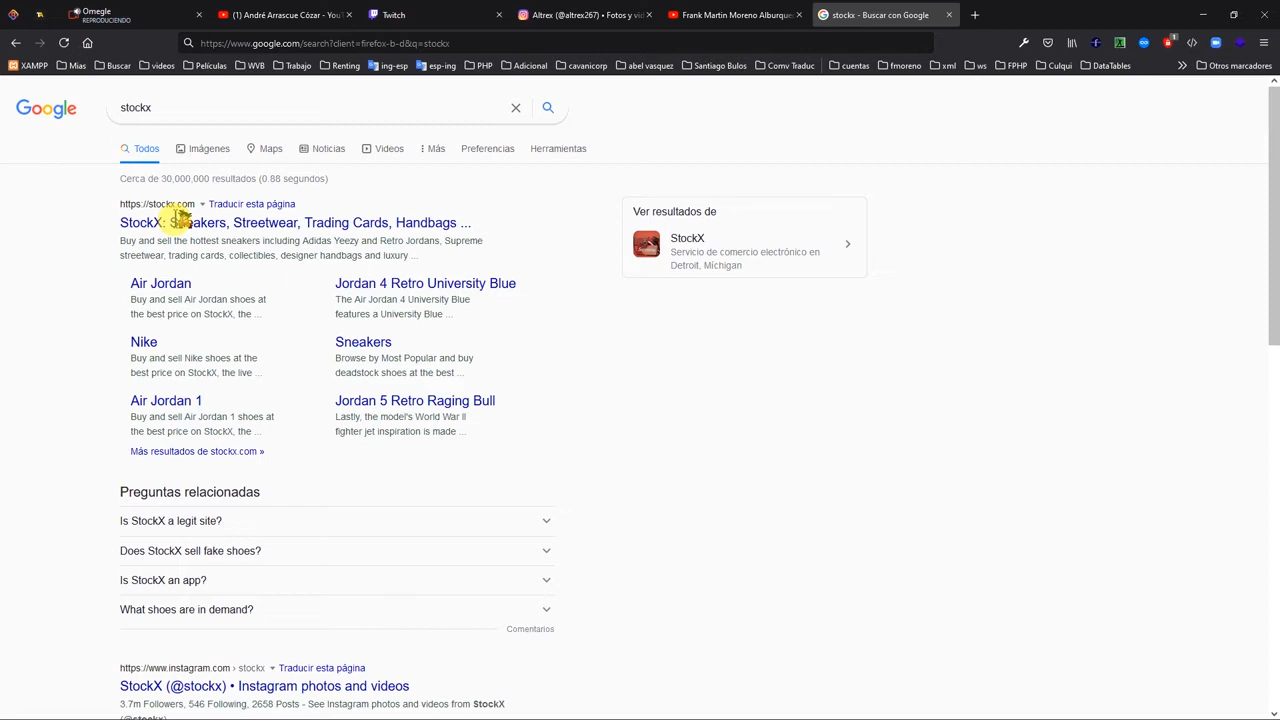 Omegle
REPRODUCIENDO
(1) André Arrascue Cózar - YouT
Twitch
Altrex (@altrex267) • Fotos y vid
Frank Martin Moreno Alburquer
stockx - Buscar con Google
https://www.google.com/search?client=firefox-b-d&q=stockx
XAMPP
Mias
Buscar
videos
Películas
WVB
Trabajo
Renting
ing-esp
esp-ing
PHP
Adicional
cavanicorp
abel vasquez
Santiago Bulos
Comv Traduc
cuentas
fmoreno
xml
ws
FPHP
Culqui
DataTables
Otros marcadores
Google
stockx
Todos
Imágenes
Maps
Noticias
Videos
Más
Preferencias
Herramientas
Cerca de 30,000,000 resultados (0.88 segundos)
https://stockx.com
Traducir esta página
StockX: Sneakers, Streetwear, Trading Cards, Handbags ...
Buy and sell the hottest sneakers including Adidas Yeezy and Retro Jordans, Supreme
streetwear, trading cards, collectibles, designer handbags and luxury ...
Air Jordan
Buy and sell Air Jordan shoes at
the best price on StockX, the ...
Jordan 4 Retro University Blue
The Air Jordan 4 University Blue
features a University Blue ...
Nike
Buy and sell Nike shoes at the
best price on StockX, the live ...
Sneakers
Browse by Most Popular and buy
deadstock shoes at the best ...
Air Jordan 1
Buy and sell Air Jordan 1 shoes at
the best price on StockX, the ...
Jordan 5 Retro Raging Bull
Lastly, the model's World War II
fighter jet inspiration is made ...
Más resultados de stockx.com »
Ver resultados de
StockX
Servicio de comercio electrónico en
Detroit, Míchigan
Preguntas relacionadas
Is StockX a legit site?
Does StockX sell fake shoes?
Is StockX an app?
What shoes are in demand?
Comentarios
https://www.instagram.com › stockx
Traducir esta página
StockX (@stockx) • Instagram photos and videos
3.7m Followers, 546 Following, 2658 Posts - See Instagram photos and videos from StockX
(@stockx)